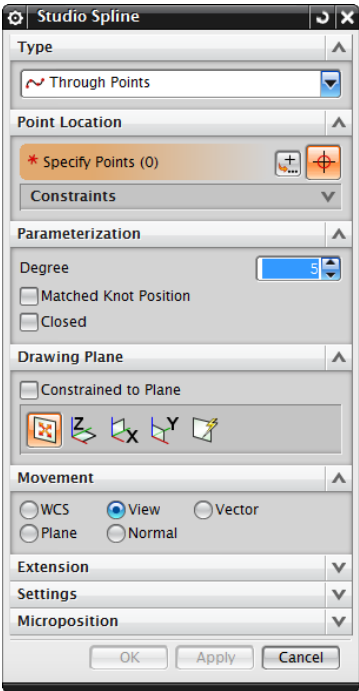 Studio Spline
Type
Through Points
Point Location
* Specify Points (0)
Constraints
Parameterization
Degree 5
Matched Knot Position
Closed
Drawing Plane
Constrained to Plane
Z X Y
Movement
WCS View Vector
Plane Normal
Extension
Settings
Microposition
OK Apply Cancel